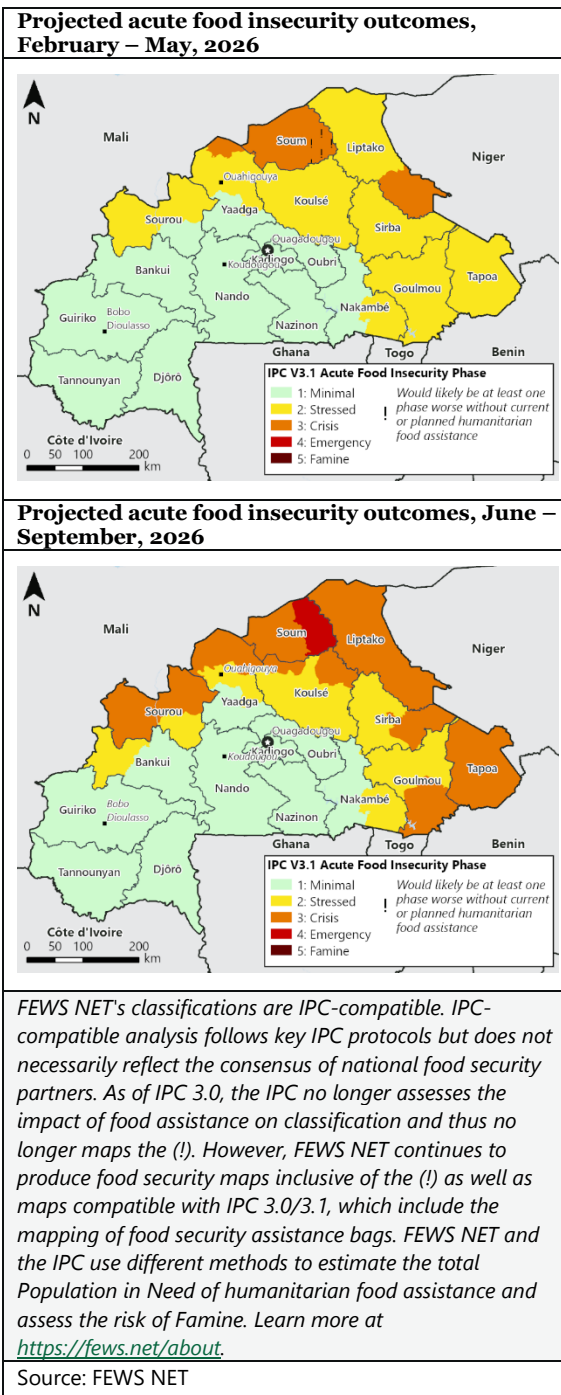 Projected acute food insecurity outcomes,
February – May, 2026
N
Mali
Niger
Soum
Liptako
Ouahigouya
Koulsé
Yaadga
Sourou
Sirba
Ouagadougou
Bankui
Koudougou
Kadiogo
Oubri
Tapoa
Goulmou
Nando
Nakambé
Guiriko
Bobo
Dioulasso
Nazinon
Ghana
Togo
Benin
Tannounyan
Djôrô
Côte d'Ivoire
0 50 100 200
km
IPC V3.1 Acute Food Insecurity Phase
1: Minimal
2: Stressed
3: Crisis
4: Emergency
5: Famine
! Would likely be at least one
phase worse without current
or planned humanitarian
food assistance
Projected acute food insecurity outcomes, June –
September, 2026
N
Mali
Niger
Soum
Liptako
Ouahigouya
Koulsé
Yaadga
Sourou
Sirba
Ouagadougou
Bankui
Koudougou
Kadiogo
Oubri
Tapoa
Goulmou
Nando
Nakambé
Guiriko
Bobo
Dioulasso
Nazinon
Ghana
Togo
Benin
Tannounyan
Djôrô
Côte d'Ivoire
0 50 100 200
km
IPC V3.1 Acute Food Insecurity Phase
1: Minimal
2: Stressed
3: Crisis
4: Emergency
5: Famine
! Would likely be at least one
phase worse without current
or planned humanitarian
food assistance
FEWS NET's classifications are IPC-compatible. IPC-
compatible analysis follows key IPC protocols but does not
necessarily reflect the consensus of national food security
partners. As of IPC 3.0, the IPC no longer assesses the
impact of food assistance on classification and thus no
longer maps the (!). However, FEWS NET continues to
produce food security maps inclusive of the (!) as well as
maps compatible with IPC 3.0/3.1, which include the
mapping of food security assistance bags. FEWS NET and
the IPC use different methods to estimate the total
Population in Need of humanitarian food assistance and
assess the risk of Famine. Learn more at
https://fews.net/about.
Source: FEWS NET